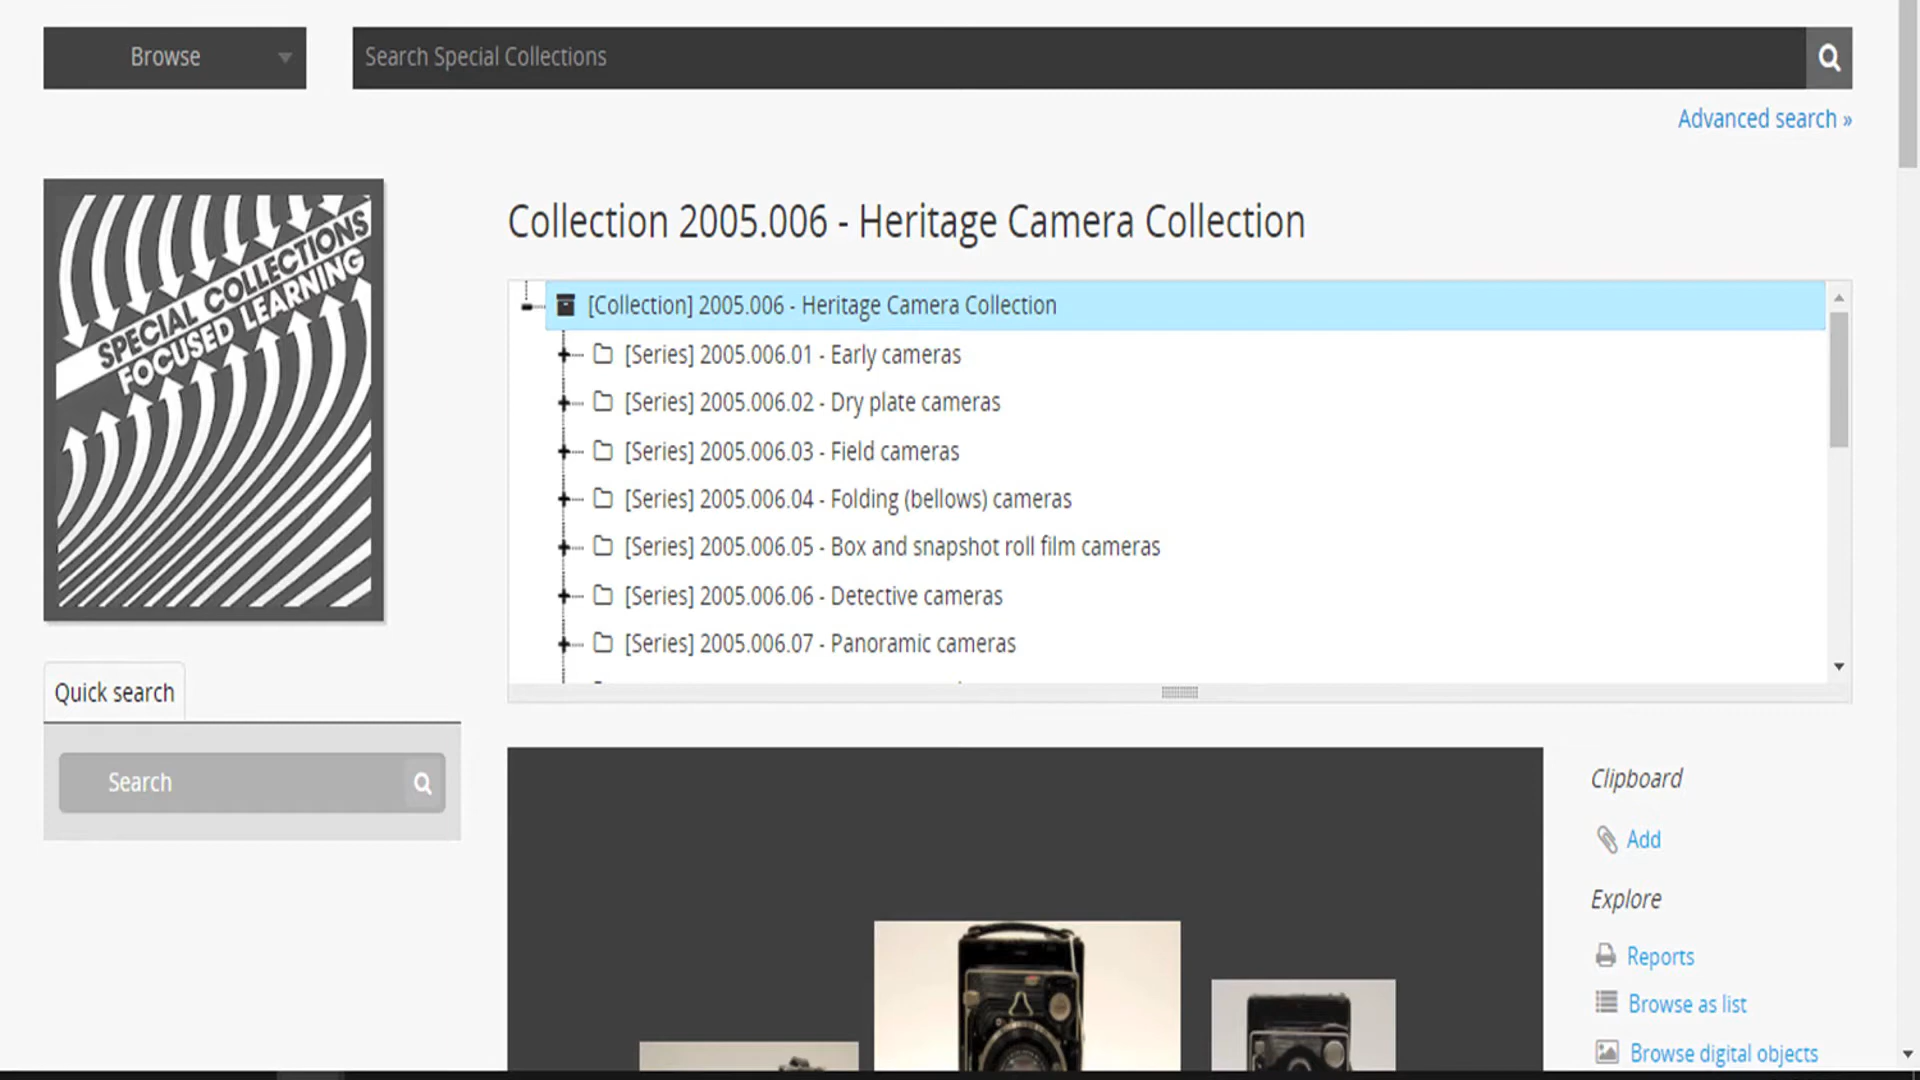 Browse
Search Special Collections
Advanced search »
SPECIAL COLLECTIONS
FOCUSED LEARNING
Collection 2005.006 - Heritage Camera Collection
[Collection] 2005.006 - Heritage Camera Collection
[Series] 2005.006.01 - Early cameras
[Series] 2005.006.02 - Dry plate cameras
[Series] 2005.006.03 - Field cameras
[Series] 2005.006.04 - Folding (bellows) cameras
[Series] 2005.006.05 - Box and snapshot roll film cameras
[Series] 2005.006.06 - Detective cameras
[Series] 2005.006.07 - Panoramic cameras
Quick search
Search
Clipboard
Add
Explore
Reports
Browse as list
Browse digital objects